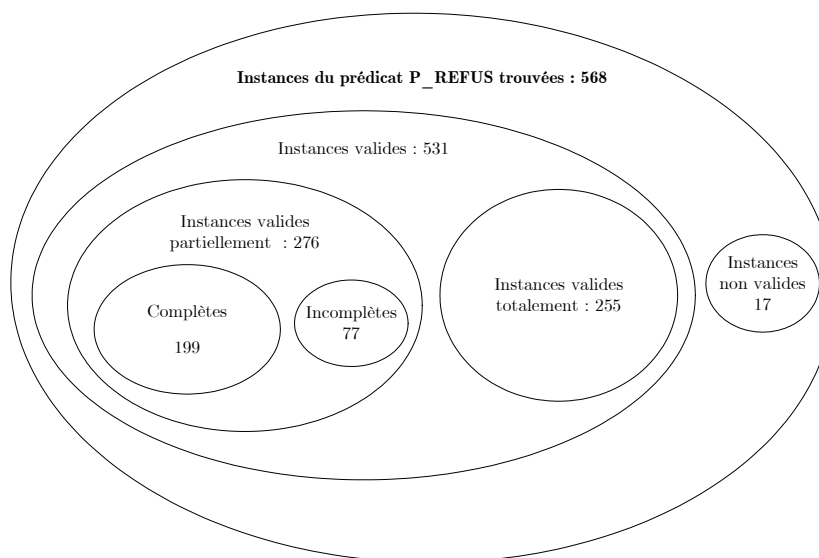 Instances du prédicat P_REFUS trouvées : 568
Instances valides : 531
Instances valides
partiellement : 276
Complètes
199
Incomplètes
77
Instances valides
totalement : 255
Instances
non valides
17